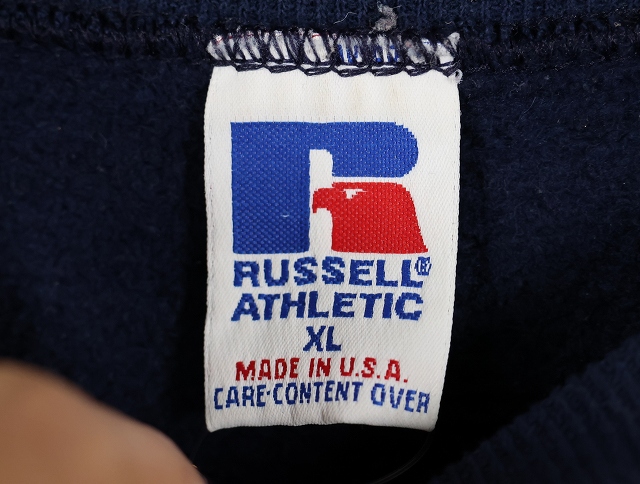 RUSSELL®
ATHLETIC
XL
MADE IN U.S.A.
CARE-CONTENT OVER